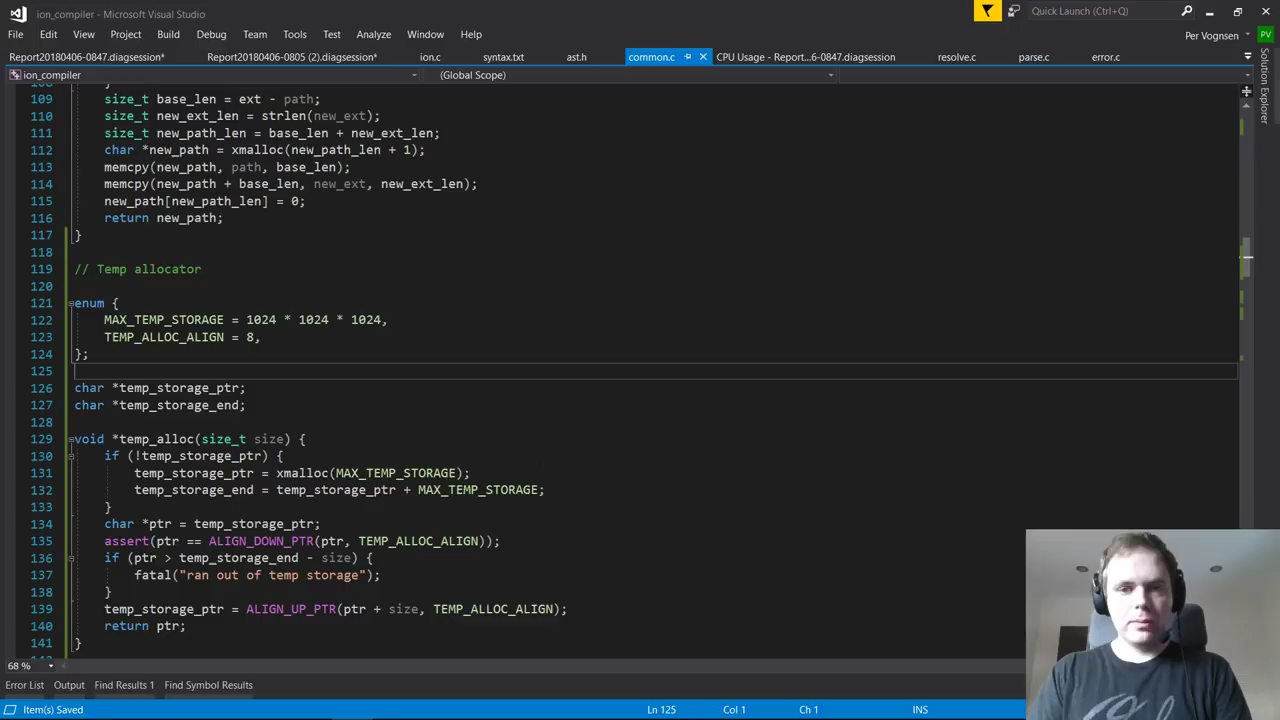 ion_compiler - Microsoft Visual Studio
Quick Launch (Ctrl+Q)
File Edit View Project Build Debug Team Tools Test Analyze Window Help
Per Vognsen PV
Report20180406-0847.diagsession* Report20180406-0805 (2).diagsession* ion.c syntax.txt ast.h common.c CPU Usage - Report...6-0847.diagsession resolve.c parse.c error.c
Solution Explorer
ion_compiler (Global Scope)
109 size_t base_len = ext - path;
110 size_t new_ext_len = strlen(new_ext);
111 size_t new_path_len = base_len + new_ext_len;
112 char *new_path = xmalloc(new_path_len + 1);
113 memcpy(new_path, path, base_len);
114 memcpy(new_path + base_len, new_ext, new_ext_len);
115 new_path[new_path_len] = 0;
116 return new_path;
117 }
118
119 // Temp allocator
120
121 enum {
122 MAX_TEMP_STORAGE = 1024 * 1024 * 1024,
123 TEMP_ALLOC_ALIGN = 8,
124 };
125
126 char *temp_storage_ptr;
127 char *temp_storage_end;
128
129 void *temp_alloc(size_t size) {
130 if (!temp_storage_ptr) {
131 temp_storage_ptr = xmalloc(MAX_TEMP_STORAGE);
132 temp_storage_end = temp_storage_ptr + MAX_TEMP_STORAGE;
133 }
134 char *ptr = temp_storage_ptr;
135 assert(ptr == ALIGN_DOWN_PTR(ptr, TEMP_ALLOC_ALIGN));
136 if (ptr > temp_storage_end - size) {
137 fatal("ran out of temp storage");
138 }
139 temp_storage_ptr = ALIGN_UP_PTR(ptr + size, TEMP_ALLOC_ALIGN);
140 return ptr;
141 }
68 %
Error List Output Find Results 1 Find Symbol Results
Item(s) Saved Ln 125 Col 1 Ch 1 INS